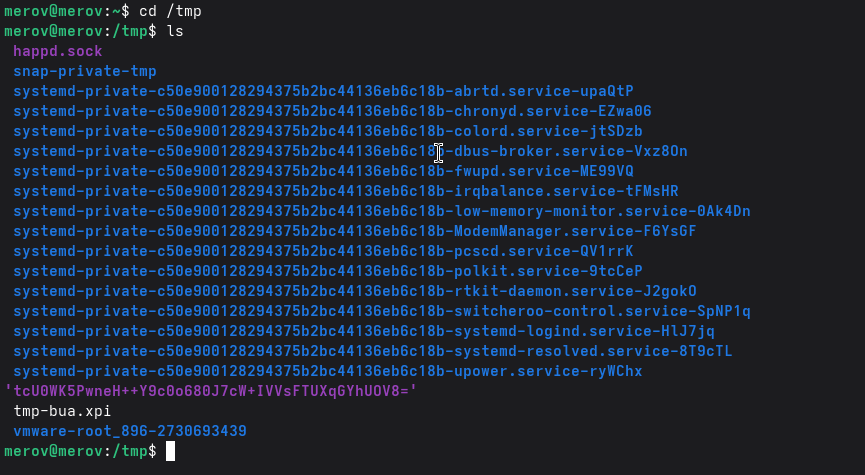 merov@merov:~$ cd /tmp
merov@merov:/tmp$ ls
happd.sock
snap-private-tmp
systemd-private-c50e900128294375b2bc44136eb6c18b-abrtd.service-upaQtP
systemd-private-c50e900128294375b2bc44136eb6c18b-chronyd.service-EZwa06
systemd-private-c50e900128294375b2bc44136eb6c18b-colord.service-jtSDzb
systemd-private-c50e900128294375b2bc44136eb6c18b-dbus-broker.service-Vxz8On
systemd-private-c50e900128294375b2bc44136eb6c18b-fwupd.service-ME99VQ
systemd-private-c50e900128294375b2bc44136eb6c18b-irqbalance.service-tFMsHR
systemd-private-c50e900128294375b2bc44136eb6c18b-low-memory-monitor.service-0Ak4Dn
systemd-private-c50e900128294375b2bc44136eb6c18b-ModemManager.service-F6YsGF
systemd-private-c50e900128294375b2bc44136eb6c18b-pcscd.service-QV1rrK
systemd-private-c50e900128294375b2bc44136eb6c18b-polkit.service-9tcCeP
systemd-private-c50e900128294375b2bc44136eb6c18b-rtkit-daemon.service-J2gokO
systemd-private-c50e900128294375b2bc44136eb6c18b-switcheroo-control.service-SpNP1q
systemd-private-c50e900128294375b2bc44136eb6c18b-systemd-logind.service-HlJ7jq
systemd-private-c50e900128294375b2bc44136eb6c18b-systemd-resolved.service-8T9cTL
systemd-private-c50e900128294375b2bc44136eb6c18b-upower.service-ryWChx
'tcU0WK5PwneH++Y9c0o680J7cW+IVVsFTUXqGYhUOV8='
tmp-bua.xpi
vmware-root_896-2730693439
merov@merov:/tmp$